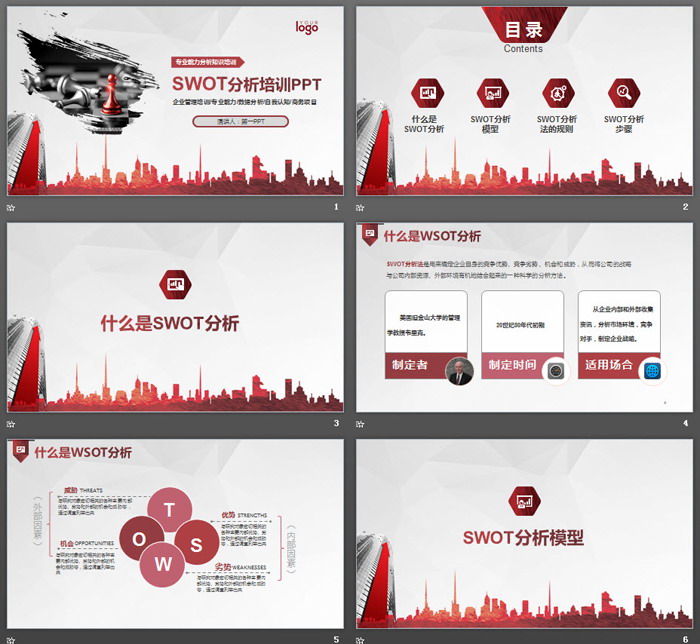 YOUR
logo
专业能力分析知识培训
SWOT分析培训PPT
企业管理培训/专业能力/数据分析/自我认知/商务项目
演讲人：第一PPT
1
目录
Contents
什么是
SWOT分析
SWOT分析
模型
SWOT分析
法的规则
SWOT分析
步骤
2
什么是SWOT分析
3
什么是WSOT分析
SWOT分析法是用来确定企业自身的竞争优势、竞争劣势、机会和威胁，从而将公司的战略
与公司内部资源、外部环境有机地结合起来的一种科学的分析方法。
美国旧金山大学的管理
学教授韦里克。
制定者
20世纪80年代初期
制定时间
从企业内部和外部收集
资讯，分析市场环境、竞争
对手，制定企业战略。
适用场合
4
什么是WSOT分析
（外部因素）
威胁 THREATS
机会 OPPORTUNITIES
T
O
S
W
优势 STRENGTHS
劣势 WEAKNESSES
（内部因素）
5
SWOT分析模型
6